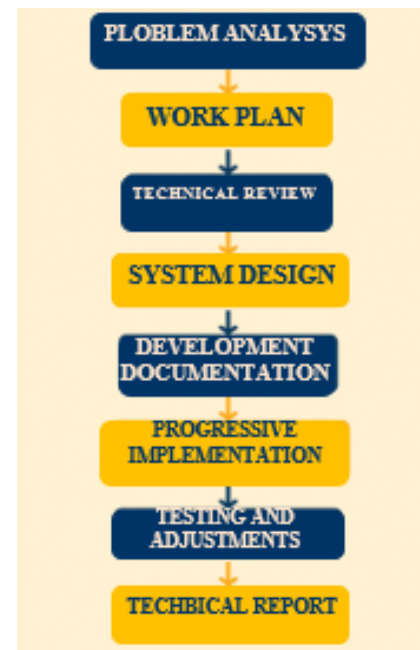 PLOBLEM ANALYSYS
WORK PLAN
TECHNICAL REVIEW
SYSTEM DESIGN
DEVELOPMENT
DOCUMENTATION
PROGRESSIVE
IMPLEMENTATION
TESTING AND
ADJUSTMENTS
TECHBICAL REPORT